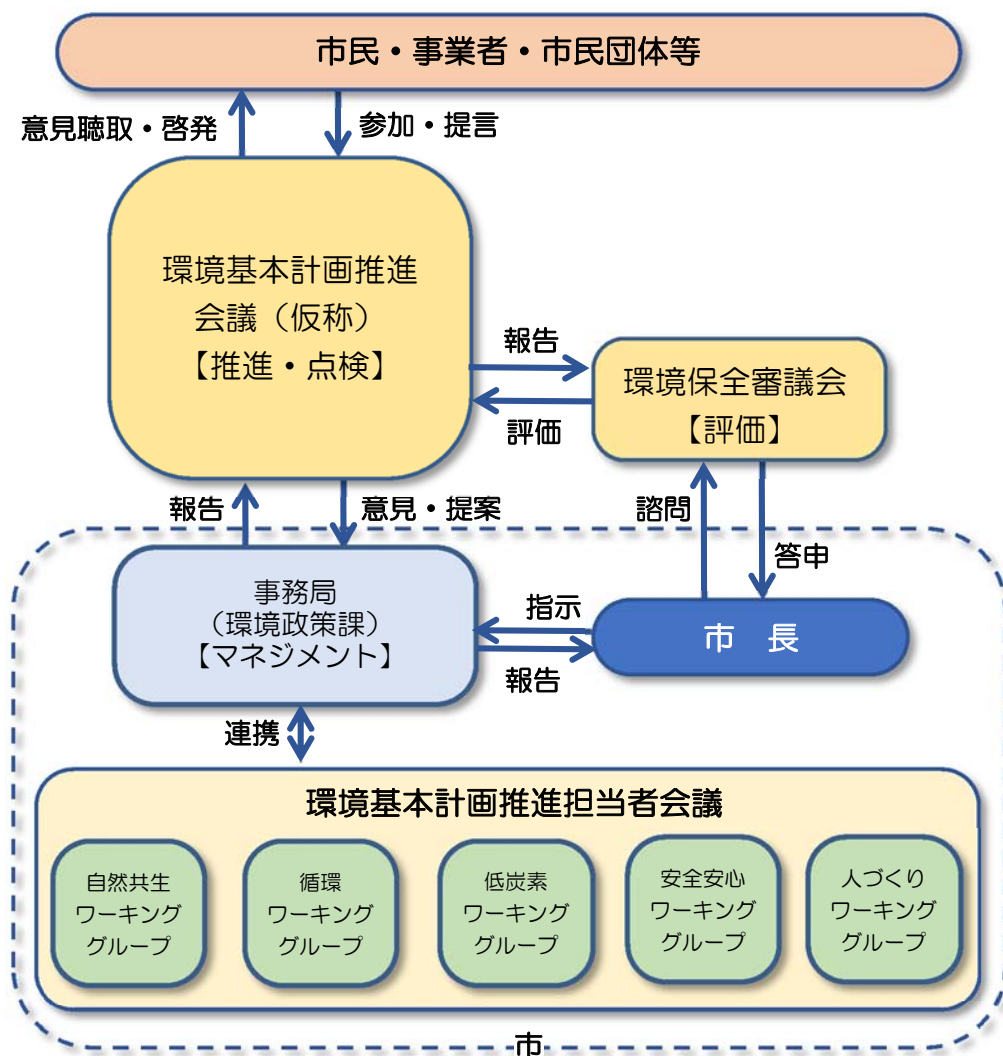 市民・事業者・市民団体等
意見聴取・啓発
参加・提言
環境基本計画推進
会議（仮称）
【推進・点検】
報告
評価
環境保全審議会
【評価】
報告
意見・提案
諮問
答申
事務局
（環境政策課）
【マネジメント】
指示
報告
市　長
連携
環境基本計画推進担当者会議
自然共生
ワーキング
グループ
循環
ワーキング
グループ
低炭素
ワーキング
グループ
安全安心
ワーキング
グループ
人づくり
ワーキング
グループ
市